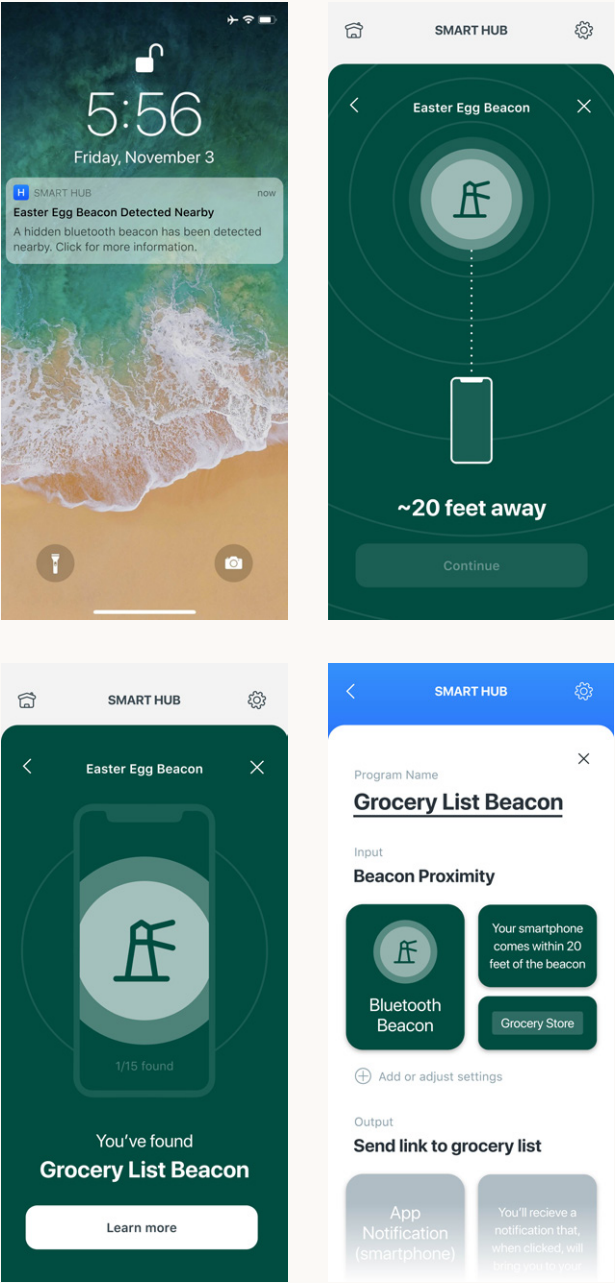 5:56
Friday, November 3
H SMART HUB now
Easter Egg Beacon Detected Nearby
A hidden bluetooth beacon has been detected
nearby. Click for more information.
SMART HUB
Easter Egg Beacon
~20 feet away
Continue
SMART HUB
Easter Egg Beacon
1/15 found
You've found
Grocery List Beacon
Learn more
SMART HUB
Program Name
Grocery List Beacon
Input
Beacon Proximity
Bluetooth
Beacon
Your smartphone
comes within 20
feet of the beacon
Grocery Store
Add or adjust settings
Output
Send link to grocery list
App
Notification
(smartphone)
You'll recieve a
notification that,
when clicked, will
bring you to your